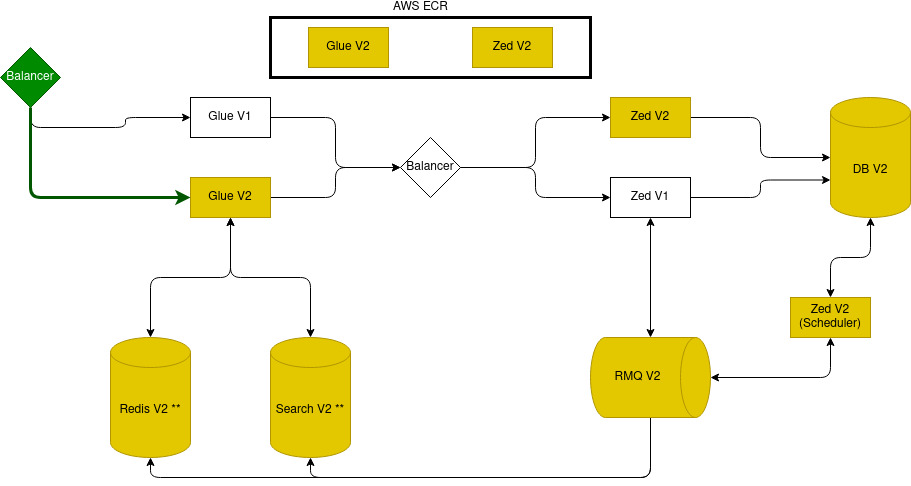 AWS ECR
Glue V2
Zed V2
Balancer
Glue V1
Zed V2
Balancer
DB V2
Glue V2
Zed V1
Zed V2
(Scheduler)
RMQ V2
Redis V2 **
Search V2 **